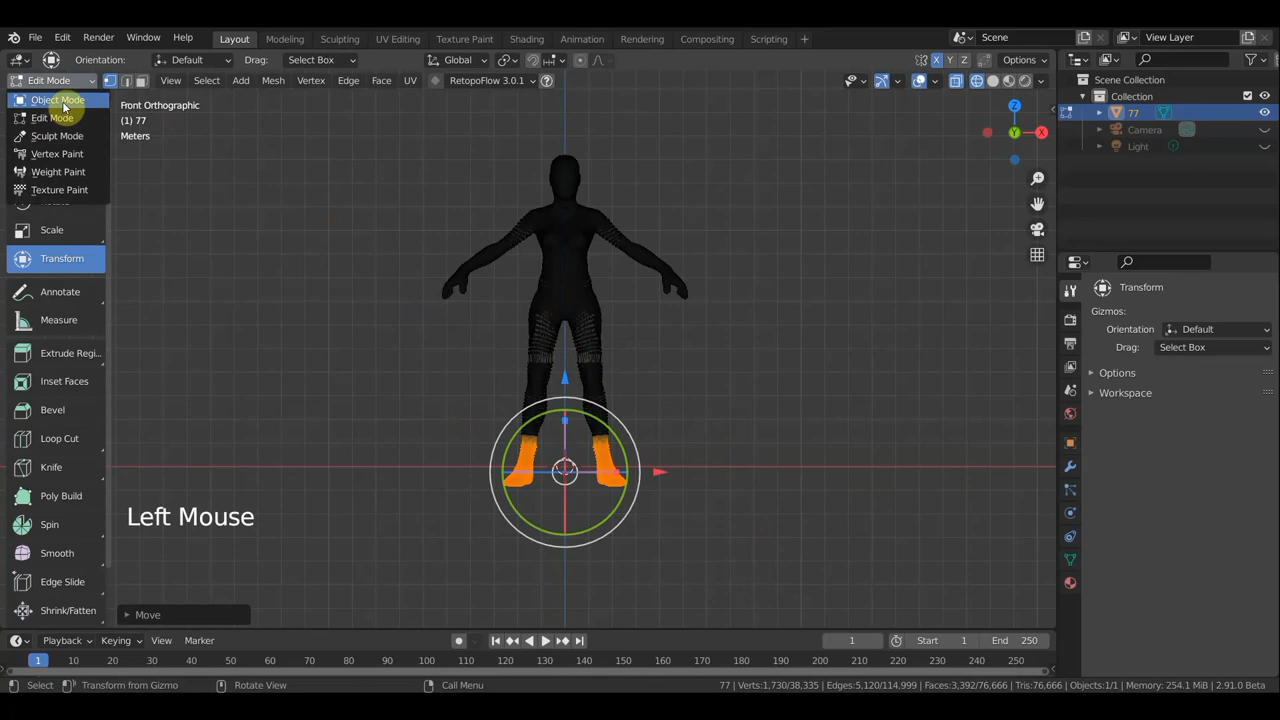 File Edit Render Window Help Layout Modeling Sculpting UV Editing Texture Paint Shading Animation Rendering Compositing Scripting + Scene View Layer
Orientation: Default Drag: Select Box Global X Y Z Options
Edit Mode View Select Add Mesh Vertex Edge Face UV RetopoFlow 3.0.1
Object Mode
Edit Mode
Sculpt Mode
Vertex Paint
Weight Paint
Texture Paint
Scale
Transform
Annotate
Measure
Extrude Regi...
Inset Faces
Bevel
Loop Cut
Knife
Poly Build
Spin
Smooth
Edge Slide
Shrink/Fatten
Front Orthographic
(1) 77
Meters
Z
Y
X
Left Mouse
Move
Scene Collection
Collection
77
Camera
Light
Transform
Gizmos:
Orientation Default
Drag: Select Box
Options
Workspace
Playback Keying View Marker 1 Start 1 End 250
1 10 20 30 40 50 60 70 80 90 100 110 120 130 140 150 160 170 180 190 200 210 220 230 240 250
Select Transform from Gizmo Rotate View Call Menu 77 | Verts:1,730/38,335 | Edges:5,120/114,999 | Faces:3,392/76,666 | Tris:76,666 | Objects:1/1 | Memory: 254.1 MiB | 2.91.0 Beta